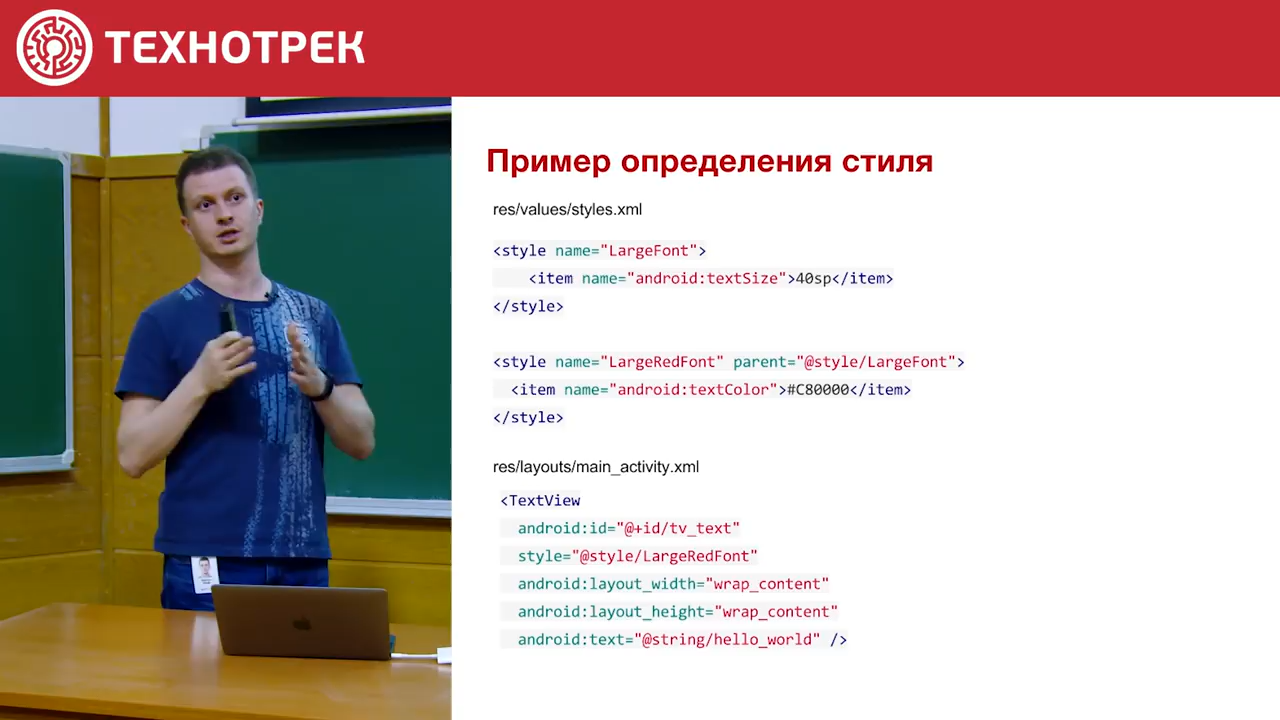 ТЕХНОТРЕК
Пример определения стиля
res/values/styles.xml
<style name="LargeFont">
<item name="android:textSize">40sp</item>
</style>
<style name="LargeRedFont" parent="@style/LargeFont">
<item name="android:textColor">#C80000</item>
</style>
res/layouts/main_activity.xml
<TextView
android:id="@+id/tv_text"
style="@style/LargeRedFont"
android:layout_width="wrap_content"
android:layout_height="wrap_content"
android:text="@string/hello_world" />